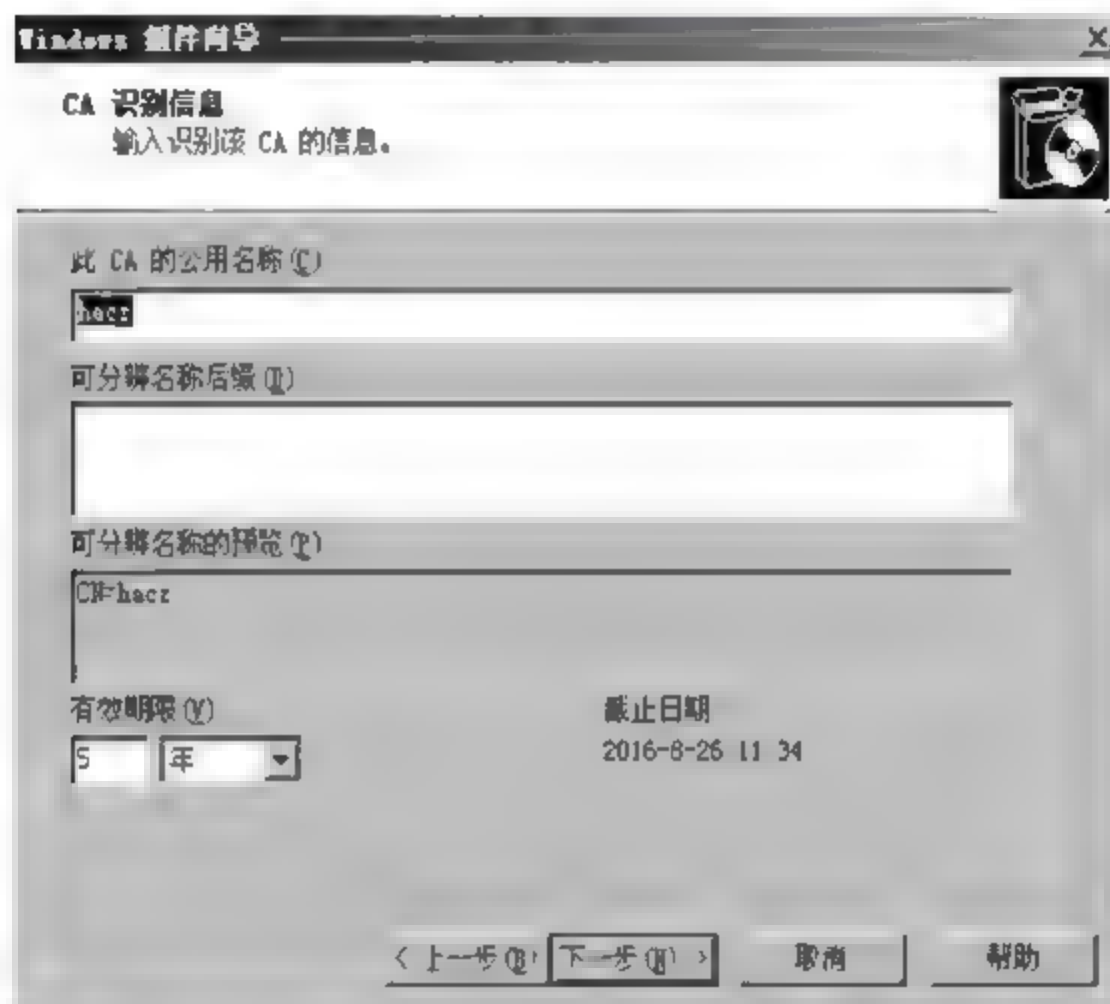 Windows 组件向导
CA 识别信息
输入识别该 CA 的信息。
此 CA 的公用名称(C)
hacz
可分辨名称后缀(D)
可分辨名称的预览(P)
CN=hacz
有效期限(V)
截止日期
5 年
2016-8-26 11 34
< 上一步(B)
下一步(N) >
取消
帮助